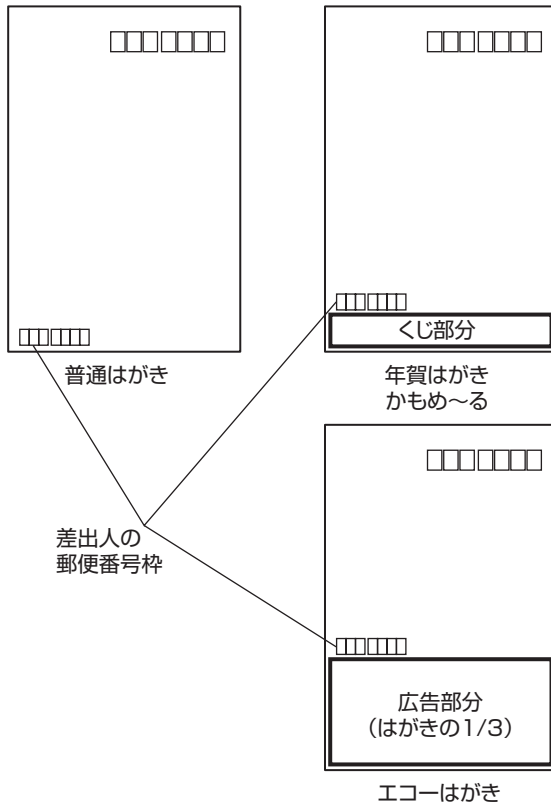 普通はがき
くじ部分
年賀はがき
かもめ～る
差出人の
郵便番号枠
広告部分
（はがきの1/3）
エコーはがき